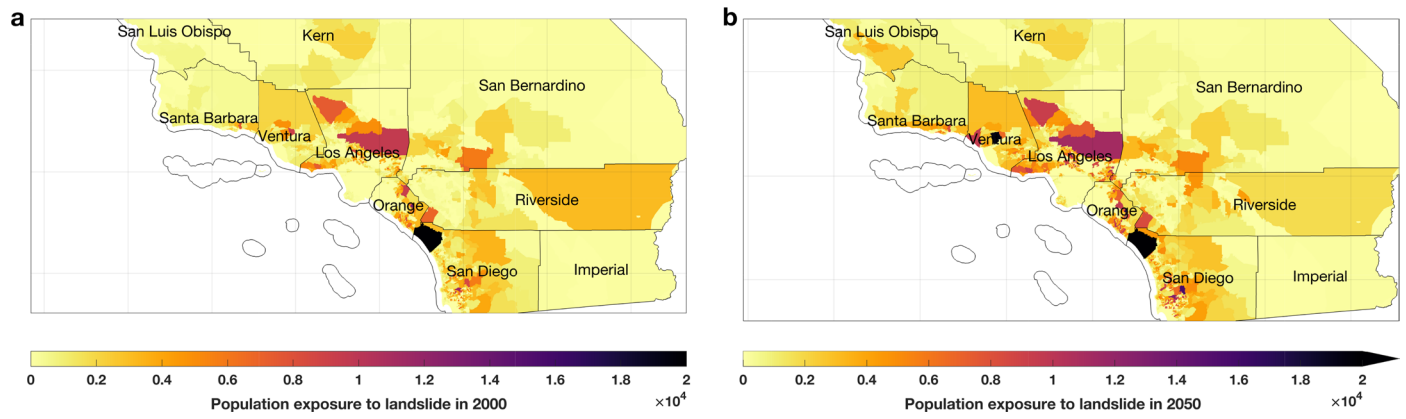 a
San Luis Obispo
Kern
San Bernardino
Santa Barbara
Ventura
Los Angeles
Orange
Riverside
San Diego
Imperial
0 0.2 0.4 0.6 0.8 1 1.2 1.4 1.6 1.8 2
Population exposure to landslide in 2000
×10⁴
b
San Luis Obispo
Kern
San Bernardino
Santa Barbara
Ventura
Los Angeles
Orange
Riverside
San Diego
Imperial
0 0.2 0.4 0.6 0.8 1 1.2 1.4 1.6 1.8 2
Population exposure to landslide in 2050
×10⁴